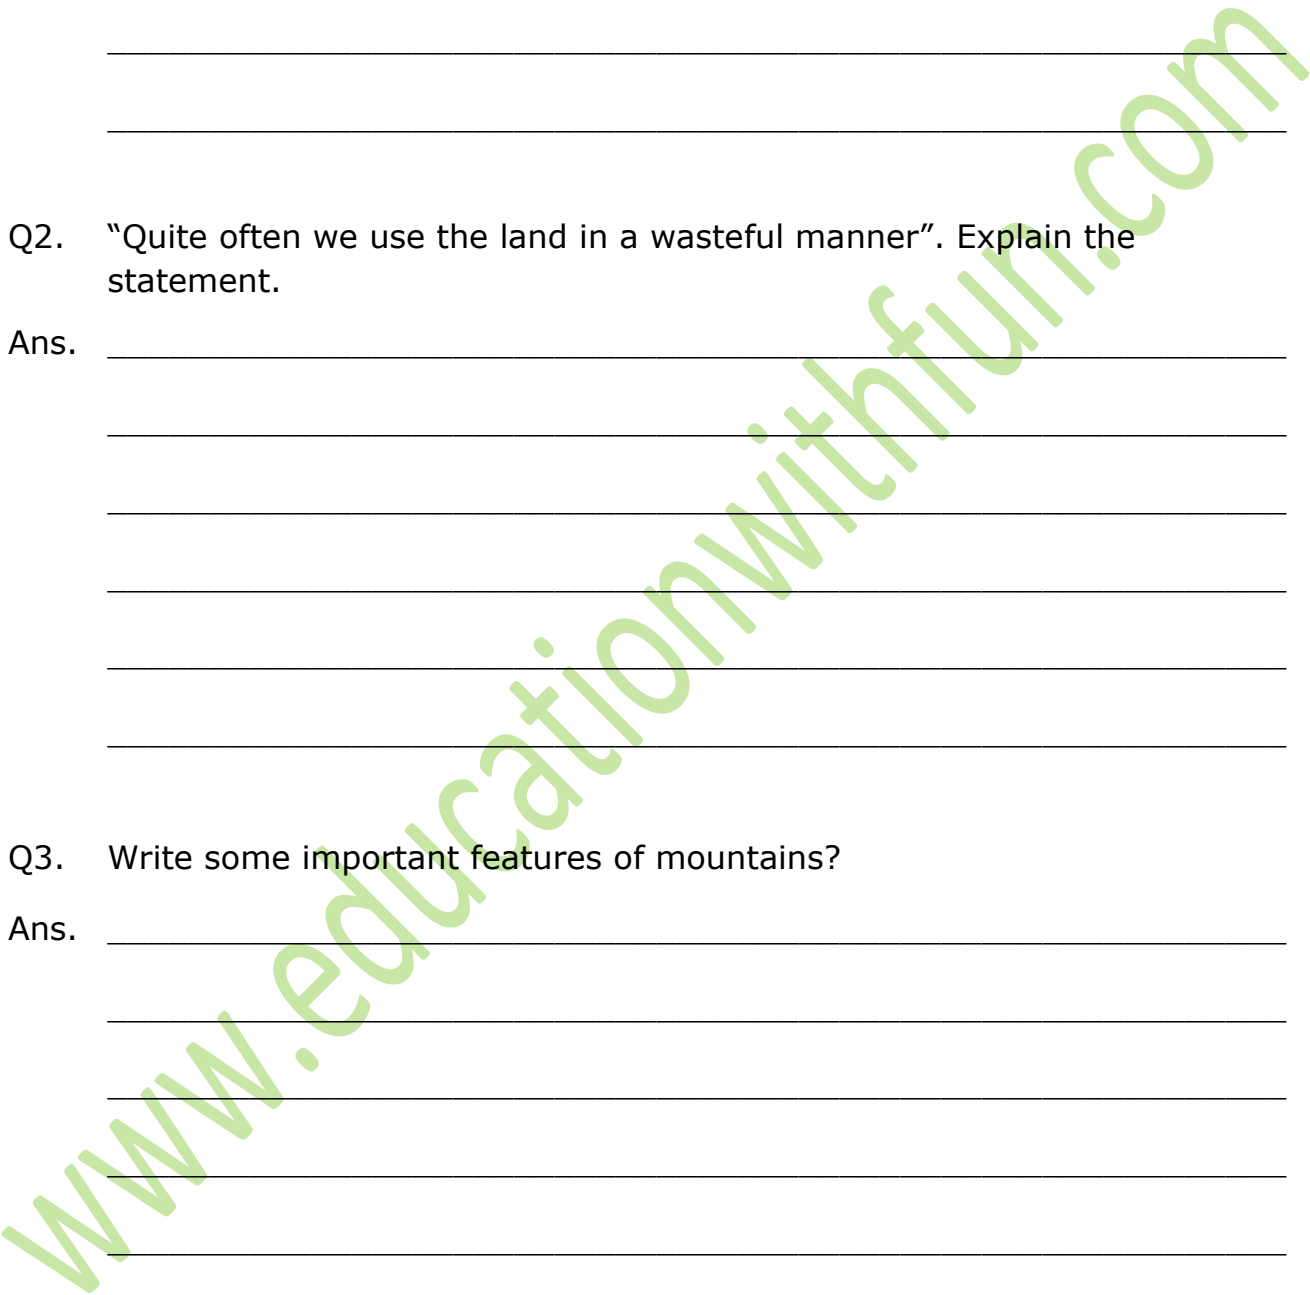 Q2. “Quite often we use the land in a wasteful manner”. Explain the
statement.
Ans.
Q3. Write some important features of mountains?
Ans.
www.educationwithfun.com